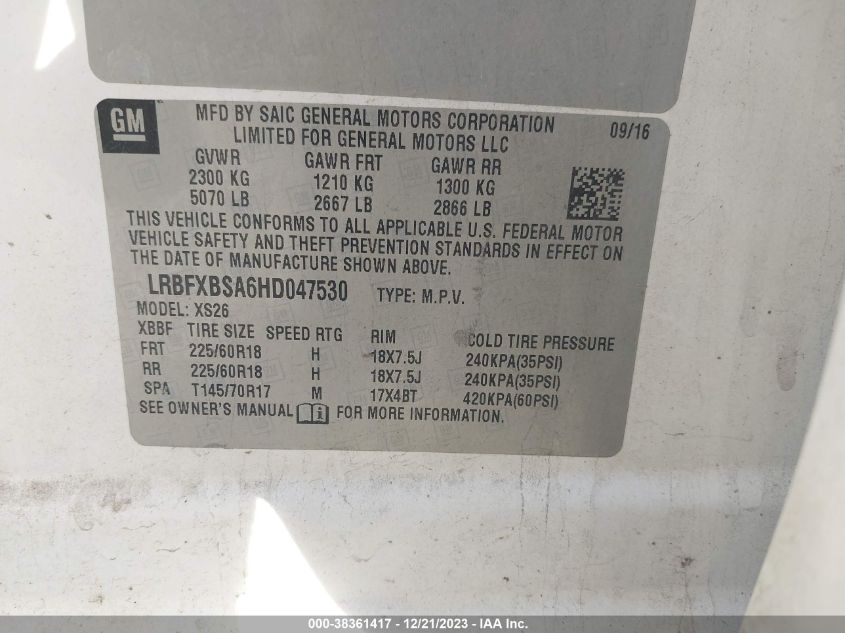 GM
MFD BY SAIC GENERAL MOTORS CORPORATION 09/16
LIMITED FOR GENERAL MOTORS LLC
GVWR GAWR FRT GAWR RR
2300 KG 1210 KG 1300 KG
5070 LB 2667 LB 2866 LB
THIS VEHICLE CONFORMS TO ALL APPLICABLE U.S. FEDERAL MOTOR
VEHICLE SAFETY AND THEFT PREVENTION STANDARDS IN EFFECT ON
THE DATE OF MANUFACTURE SHOWN ABOVE.
LRBFXBSA6HD047530 TYPE: M.P.V.
MODEL: XS26
XBBF TIRE SIZE SPEED RTG RIM COLD TIRE PRESSURE
FRT 225/60R18 H 18X7.5J 240KPA(35PSI)
RR 225/60R18 H 18X7.5J 240KPA(35PSI)
SPA T145/70R17 M 17X4BT 420KPA(60PSI)
SEE OWNER'S MANUAL FOR MORE INFORMATION.
000-38361417 - 12/21/2023 - IAA Inc.